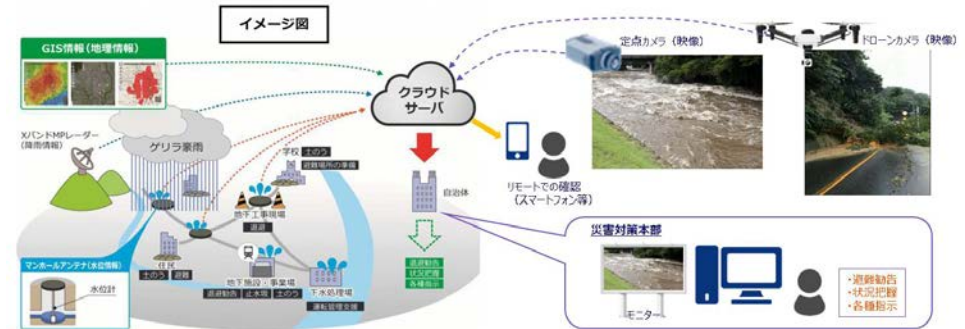 イメージ図
GIS情報(地理情報)
XバンドMPレーダー
(降雨情報)
ゲリラ豪雨
クラウド
サーバ
定点カメラ(映像)
ドローンカメラ(映像)
リモートでの確認
(スマートフォン等)
自治体
退避勧告
状況把握
各種指示
学校
土のう
避難場所の準備
地下工事現場
退避
住民
土のう
避難
地下施設・事業場
退避勧告
止水板
土のう
下水処理場
運転管理支援
マンホールアンテナ(水位情報)
水位計
災害対策本部
モニター
・避難勧告
・状況把握
・各種指示